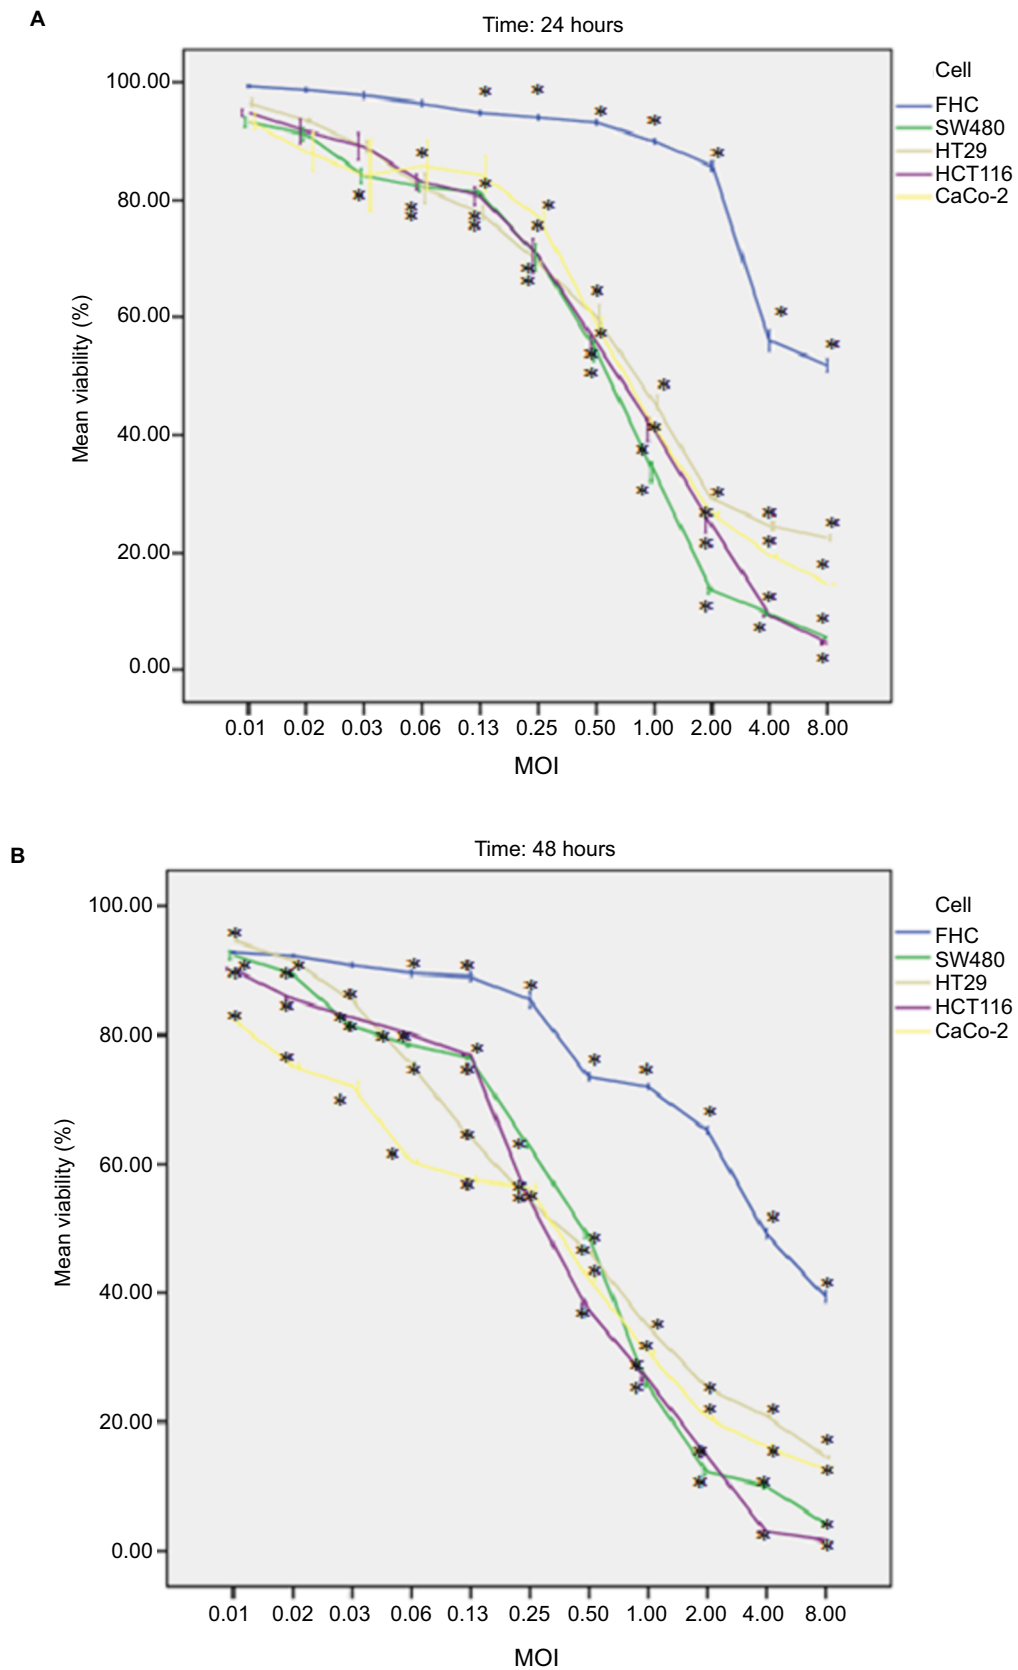 A
Time: 24 hours
Cell
FHC
SW480
HT29
HCT116
CaCo-2
Mean viability (%)
100.00
80.00
60.00
40.00
20.00
0.00
0.01 0.02 0.03 0.06 0.13 0.25 0.50 1.00 2.00 4.00 8.00
MOI
B
Time: 48 hours
Cell
FHC
SW480
HT29
HCT116
CaCo-2
Mean viability (%)
100.00
80.00
60.00
40.00
20.00
0.00
0.01 0.02 0.03 0.06 0.13 0.25 0.50 1.00 2.00 4.00 8.00
MOI